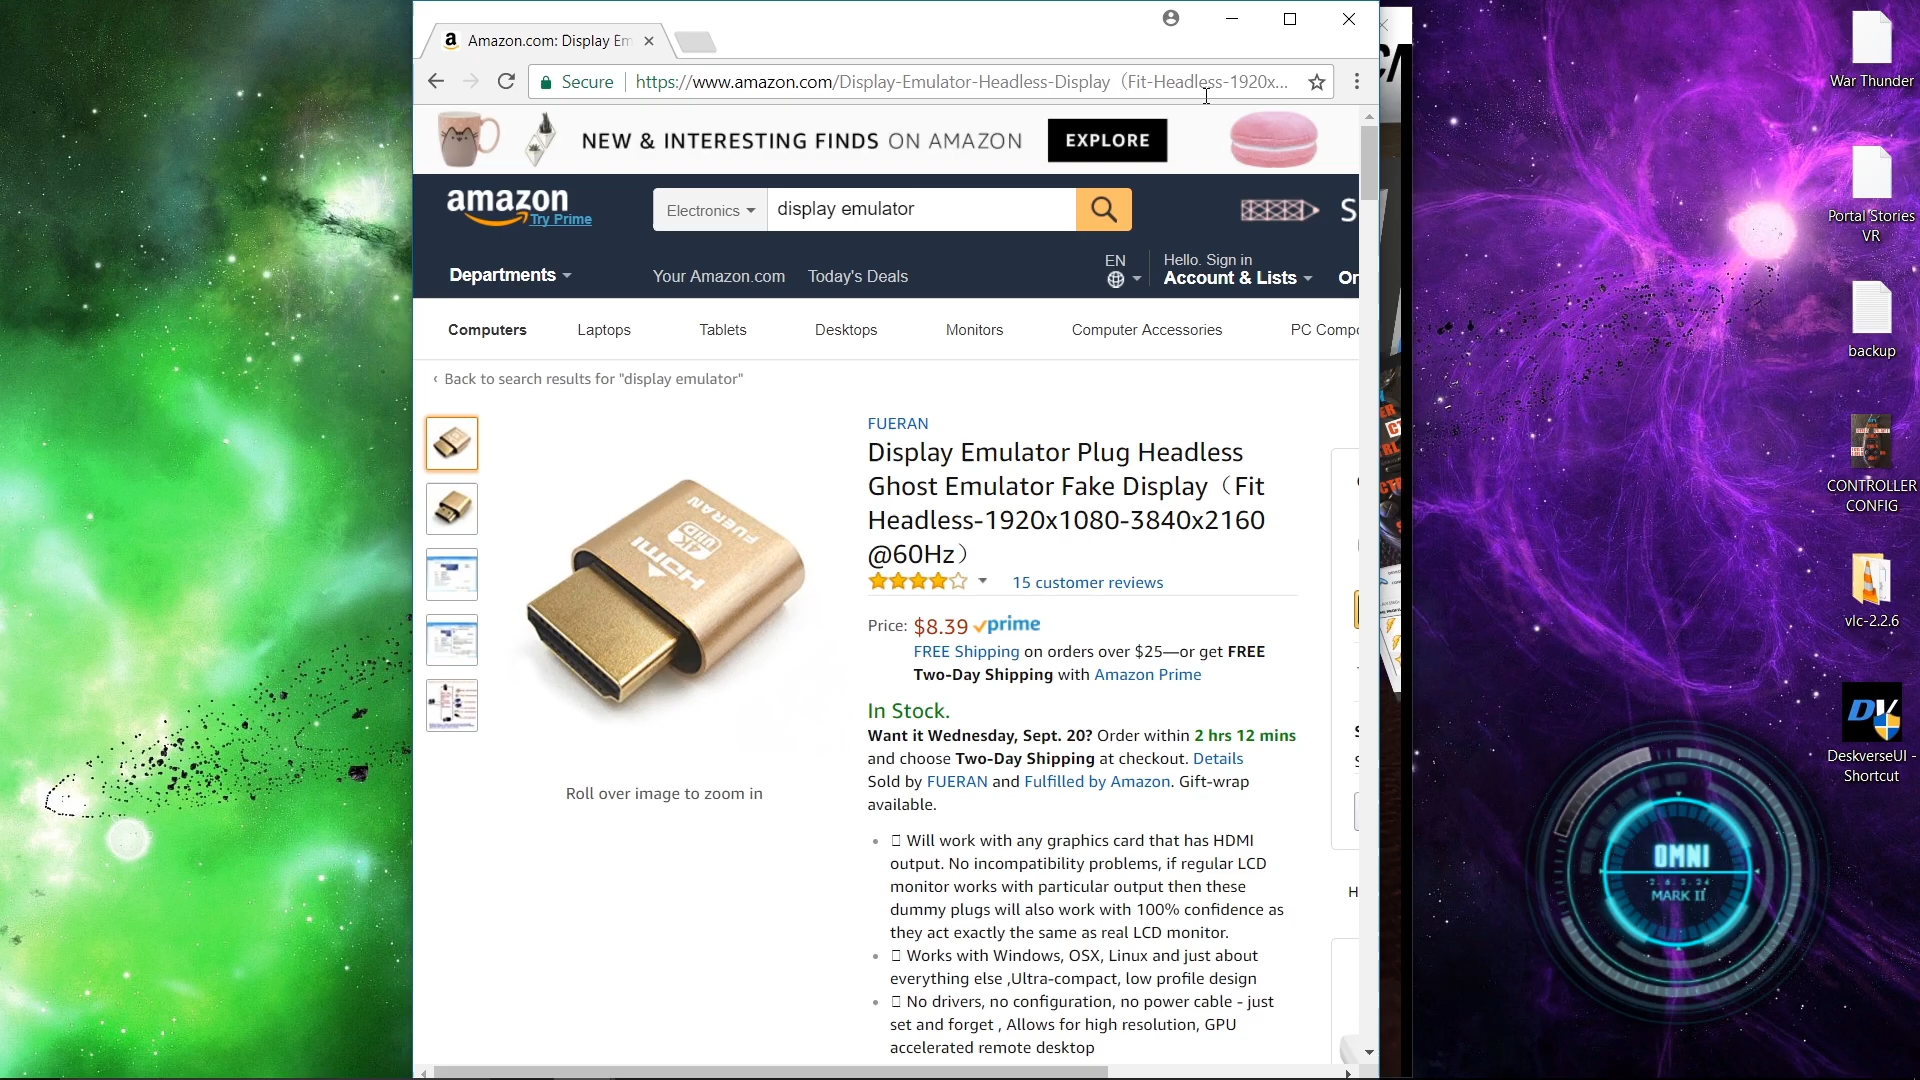 Amazon.com: Display Em
Secure
https://www.amazon.com/Display-Emulator-Headless-Display（Fit-Headless-1920x...
NEW & INTERESTING FINDS ON AMAZON
EXPLORE
amazon
Try Prime
Electronics
display emulator
S
Departments
Your Amazon.com
Today's Deals
EN
Hello. Sign in
Account & Lists
Or
Computers
Laptops
Tablets
Desktops
Monitors
Computer Accessories
PC Compo
‹ Back to search results for "display emulator"
HDMI
4K
UHD
FUERAN
Roll over image to zoom in
FUERAN
Display Emulator Plug Headless
Ghost Emulator Fake Display（Fit
Headless-1920x1080-3840x2160
@60Hz）
15 customer reviews
Price: $8.39 prime
FREE Shipping on orders over $25—or get FREE
Two-Day Shipping with Amazon Prime
In Stock.
Want it Wednesday, Sept. 20? Order within 2 hrs 12 mins
and choose Two-Day Shipping at checkout. Details
Sold by FUERAN and Fulfilled by Amazon. Gift-wrap
available.
Will work with any graphics card that has HDMI
output. No incompatibility problems, if regular LCD
monitor works with particular output then these
dummy plugs will also work with 100% confidence as
they act exactly the same as real LCD monitor.
Works with Windows, OSX, Linux and just about
everything else ,Ultra-compact, low profile design
No drivers, no configuration, no power cable - just
set and forget , Allows for high resolution, GPU
accelerated remote desktop
H
War Thunder
Portal Stories
VR
backup
CONTROLLER
CONFIG
vlc-2.2.6
DV
DeskverseUI -
Shortcut
OMNI
MARK II